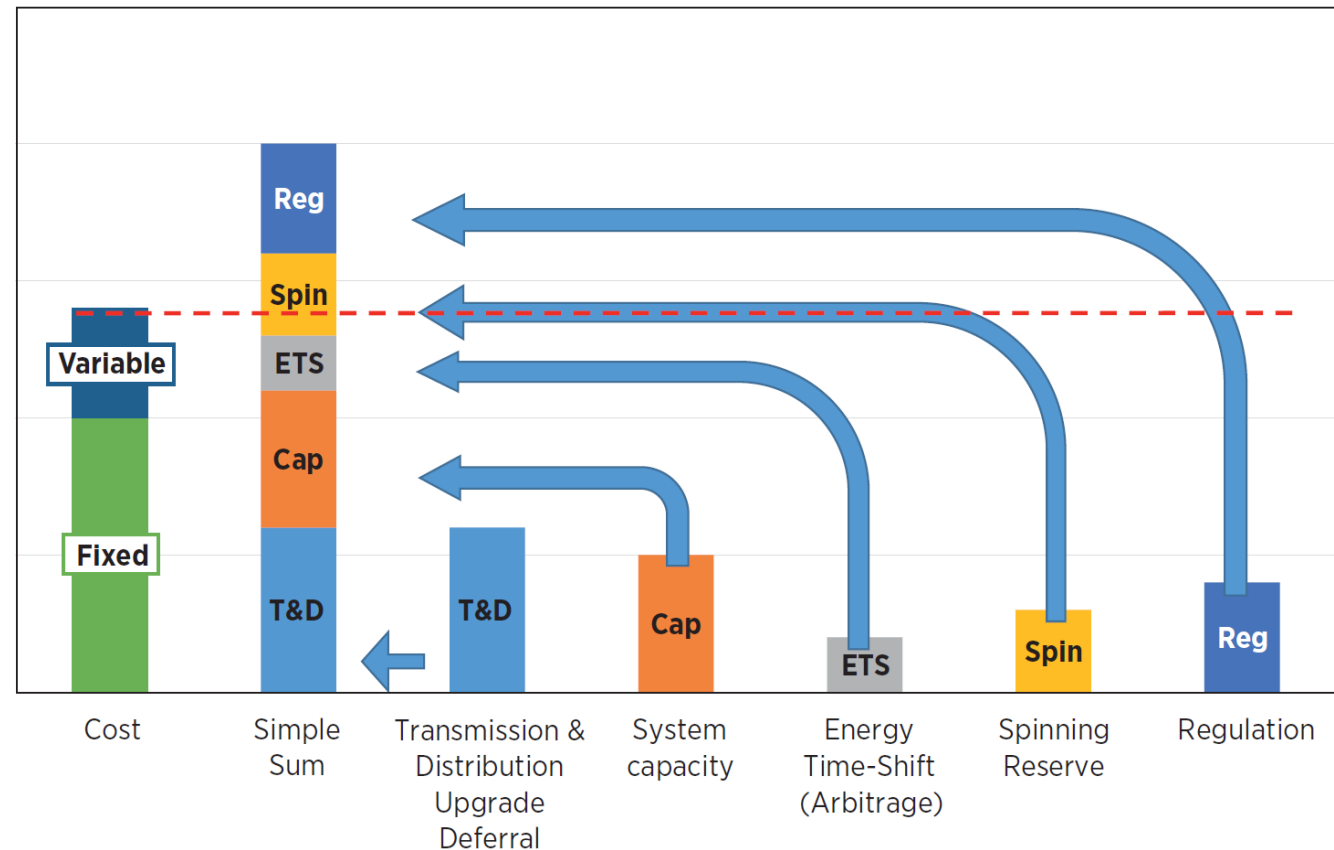 Reg
Spin
Variable
ETS
Cap
Fixed
T&D
T&D
Cap
ETS
Spin
Reg
Cost
Simple
Sum
Transmission &
Distribution
Upgrade
Deferral
System
capacity
Energy
Time-Shift
(Arbitrage)
Spinning
Reserve
Regulation